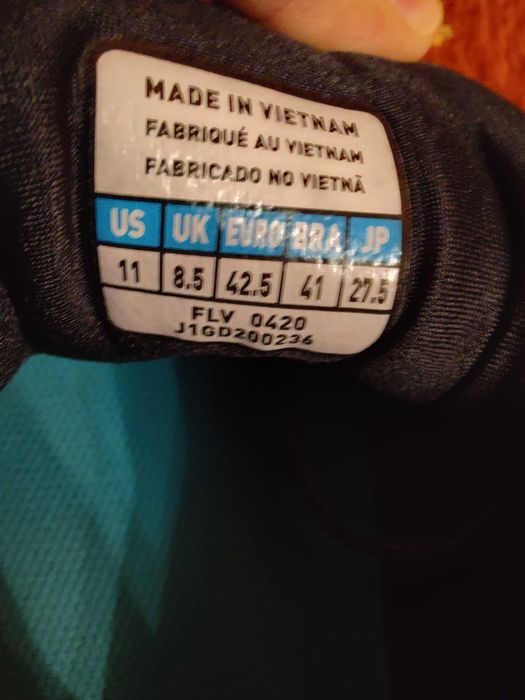 MADE IN VIETNAM
FABRIQUÉ AU VIETNAM
FABRICADO NO VIETNÃ
US UK EURO BRA JP
11 8.5 42.5 41 27.5
FLV 0420
J1GD200236